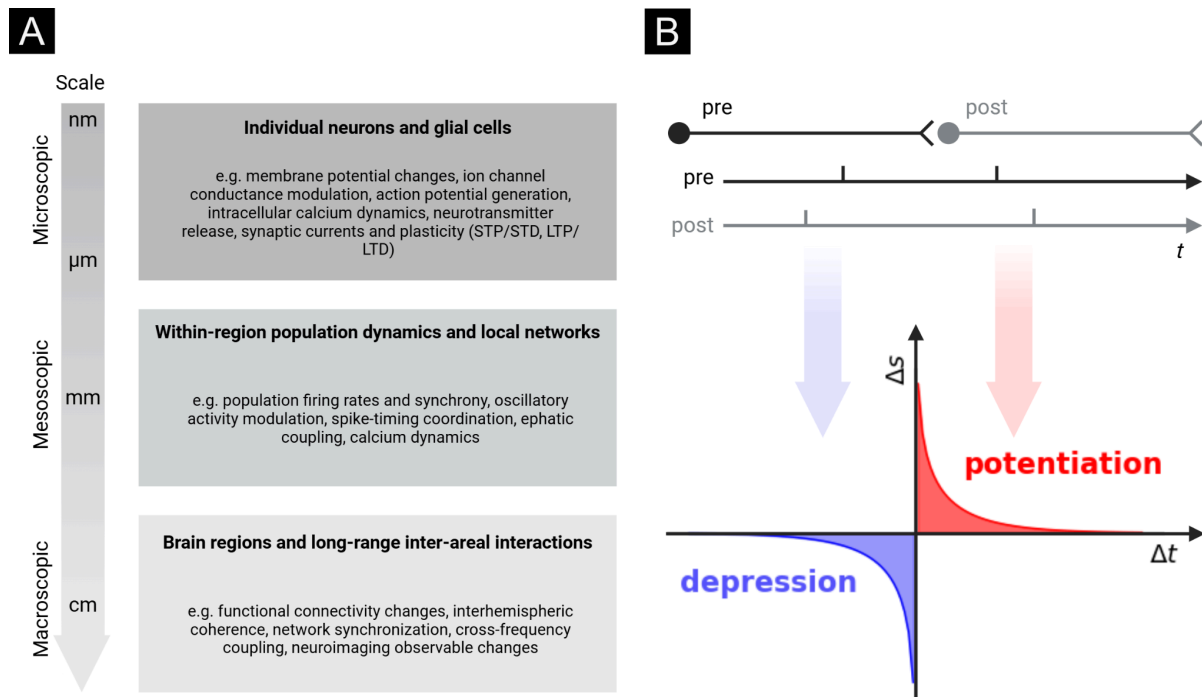 A
Scale
nm
µm
mm
cm
Microscopic
Mesoscopic
Macroscopic
Individual neurons and glial cells
e.g. membrane potential changes, ion channel
conductance modulation, action potential generation,
intracellular calcium dynamics, neurotransmitter
release, synaptic currents and plasticity (STP/STD, LTP/
LTD)
Within-region population dynamics and local networks
e.g. population firing rates and synchrony, oscillatory
activity modulation, spike-timing coordination, ephatic
coupling, calcium dynamics
Brain regions and long-range inter-areal interactions
e.g. functional connectivity changes, interhemispheric
coherence, network synchronization, cross-frequency
coupling, neuroimaging observable changes
B
pre
post
pre
post
t
Δs
potentiation
Δt
depression